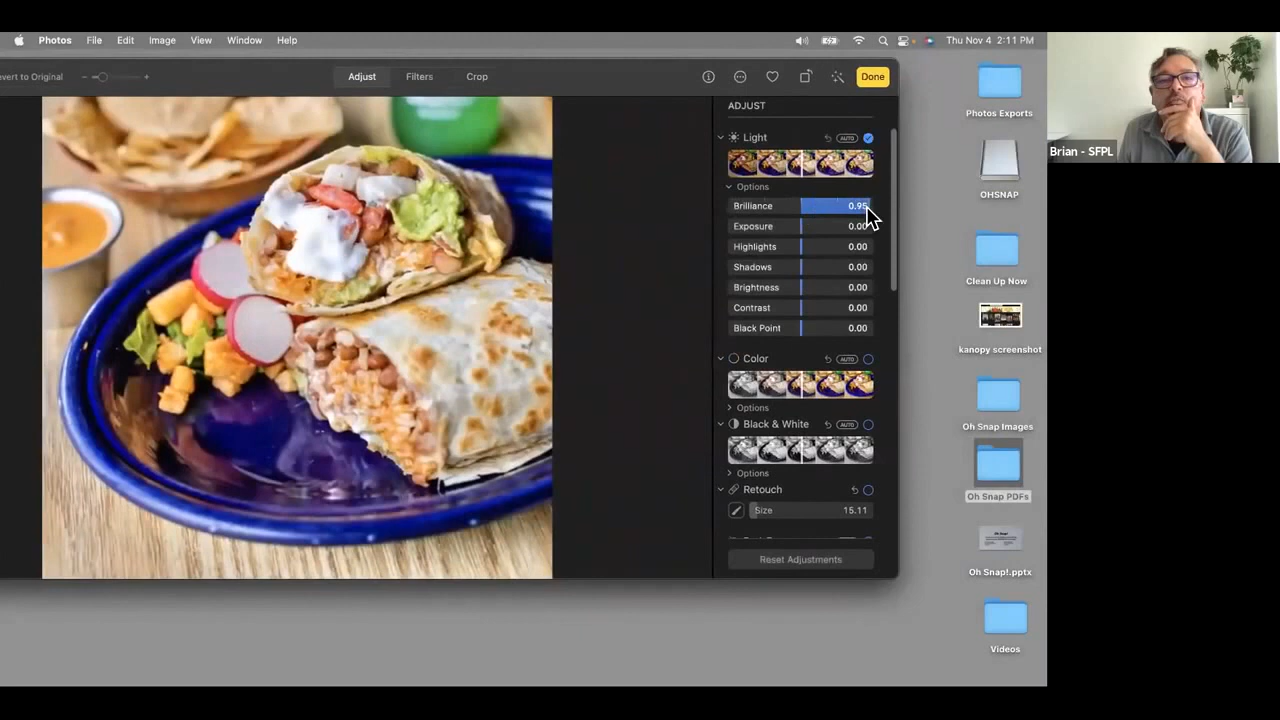 Photos File Edit Image View Window Help Thu Nov 4 2:11 PM
vert to Original Adjust Filters Crop Done
ADJUST
Light AUTO
Options
Brilliance 0.95
Exposure 0.00
Highlights 0.00
Shadows 0.00
Brightness 0.00
Contrast 0.00
Black Point 0.00
Color AUTO
Options
Black & White AUTO
Options
Retouch
Size 15.11
Reset Adjustments
Photos Exports
OHSNAP
Clean Up Now
kanopy screenshot
Oh Snap Images
Oh Snap PDFs
Oh Snap!.pptx
Videos
Brian - SFPL